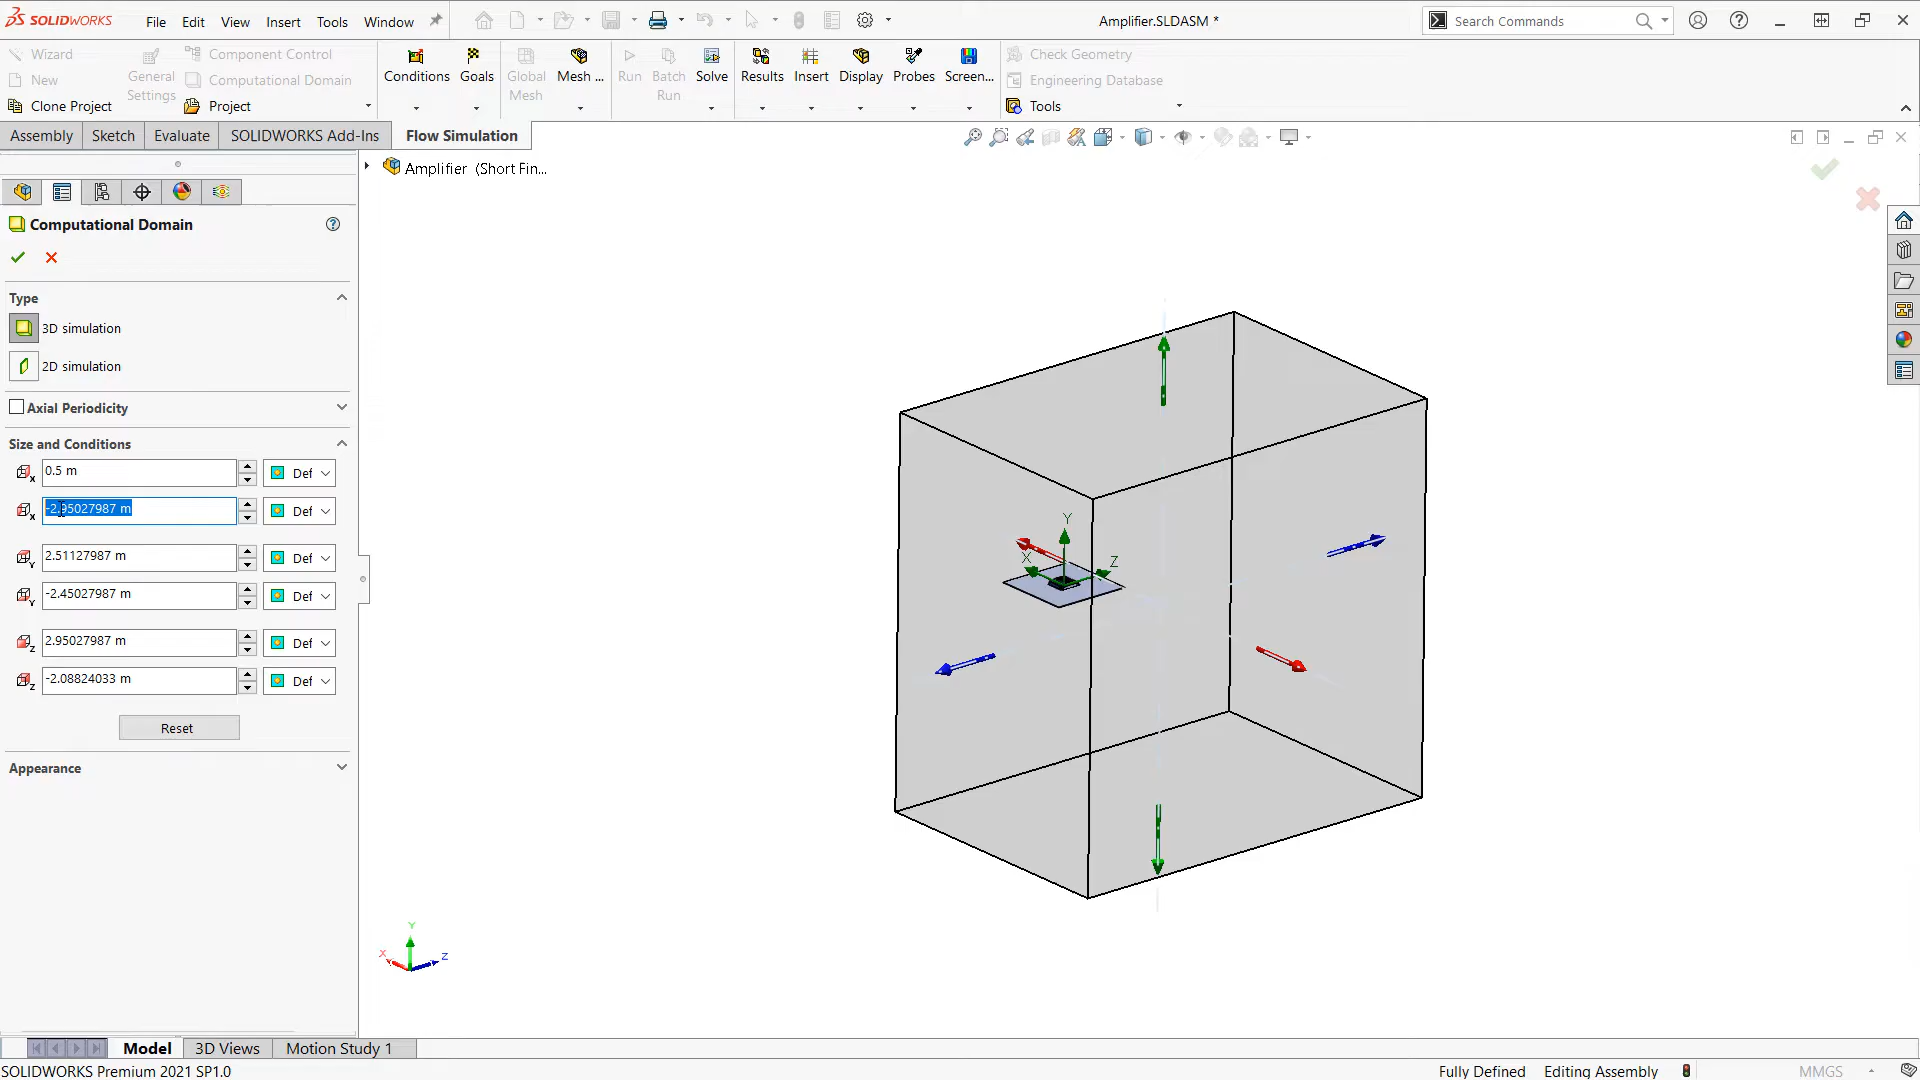 SOLIDWORKS File Edit View Insert Tools Window Amplifier.SLDASM * Search Commands
Wizard
New
Clone Project
General Settings
Component Control
Computational Domain
Project
Conditions
Goals
Global Mesh
Mesh ...
Run
Batch Run
Solve
Results
Insert
Display
Probes
Screen...
Check Geometry
Engineering Database
Tools
Assembly Sketch Evaluate SOLIDWORKS Add-Ins Flow Simulation
Amplifier (Short Fin...
Computational Domain
Type
3D simulation
2D simulation
Axial Periodicity
Size and Conditions
X 0.5 m Def
X -2.95027987 m Def
Y 2.51127987 m Def
Y -2.45027987 m Def
Z 2.95027987 m Def
Z -2.08824033 m Def
Reset
Appearance
Y
X
Z
Y
X
Z
Model 3D Views Motion Study 1
SOLIDWORKS Premium 2021 SP1.0 Fully Defined Editing Assembly MMGS